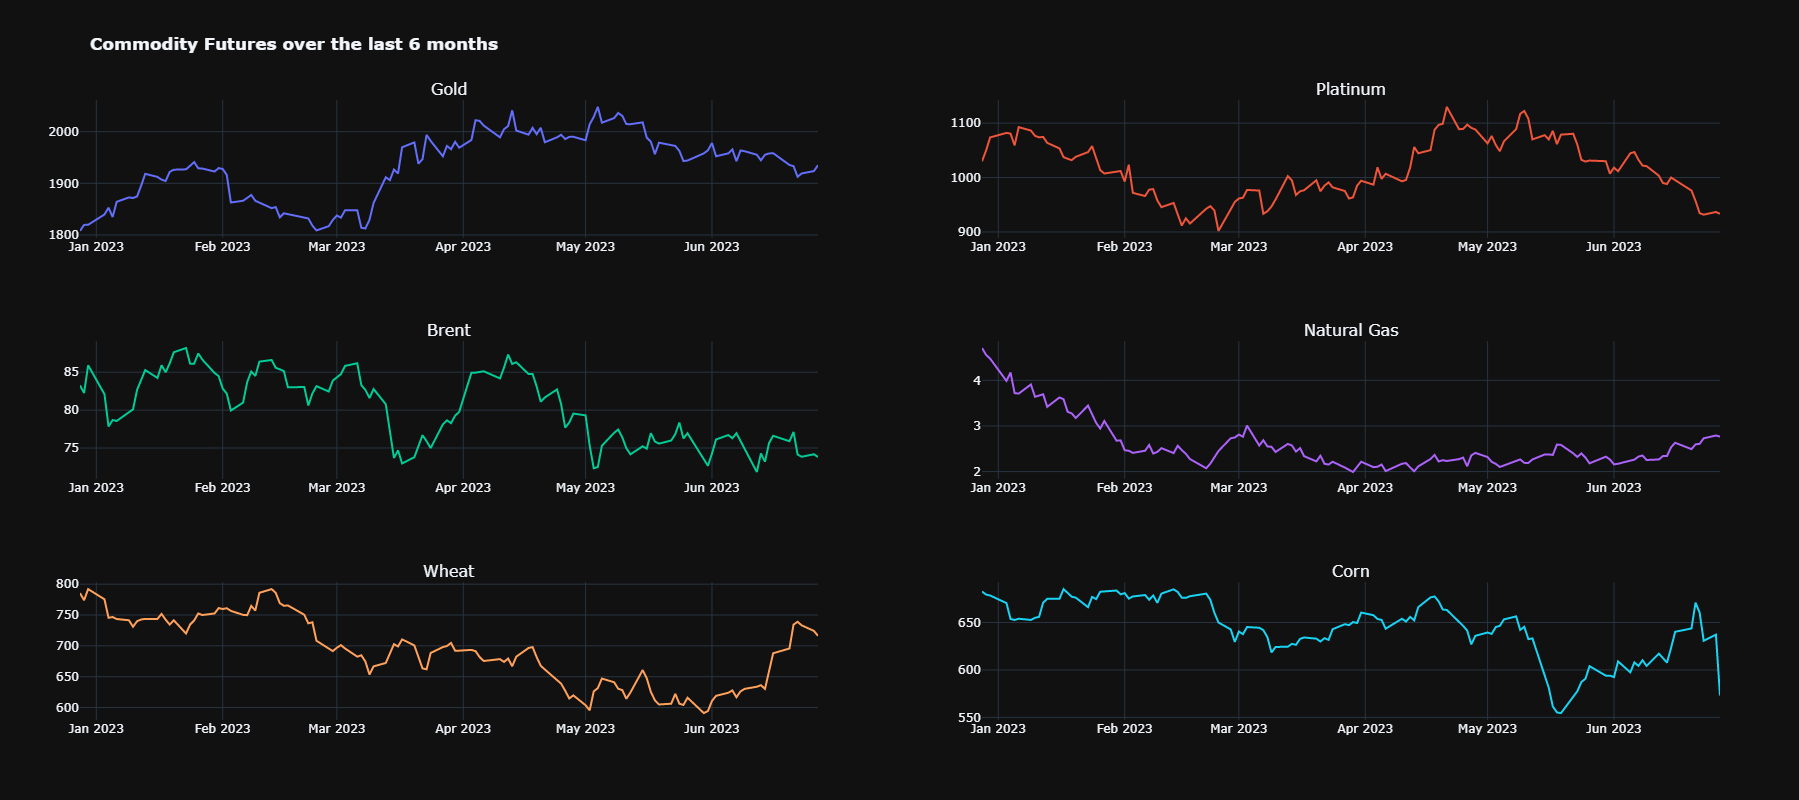 Commodity Futures over the last 6 months
Gold
2000
1900
1800
Jan 2023 Feb 2023 Mar 2023 Apr 2023 May 2023 Jun 2023
Platinum
1100
1000
900
Jan 2023 Feb 2023 Mar 2023 Apr 2023 May 2023 Jun 2023
Brent
85
80
75
Jan 2023 Feb 2023 Mar 2023 Apr 2023 May 2023 Jun 2023
Natural Gas
4
3
2
Jan 2023 Feb 2023 Mar 2023 Apr 2023 May 2023 Jun 2023
Wheat
800
750
700
650
600
Jan 2023 Feb 2023 Mar 2023 Apr 2023 May 2023 Jun 2023
Corn
650
600
550
Jan 2023 Feb 2023 Mar 2023 Apr 2023 May 2023 Jun 2023